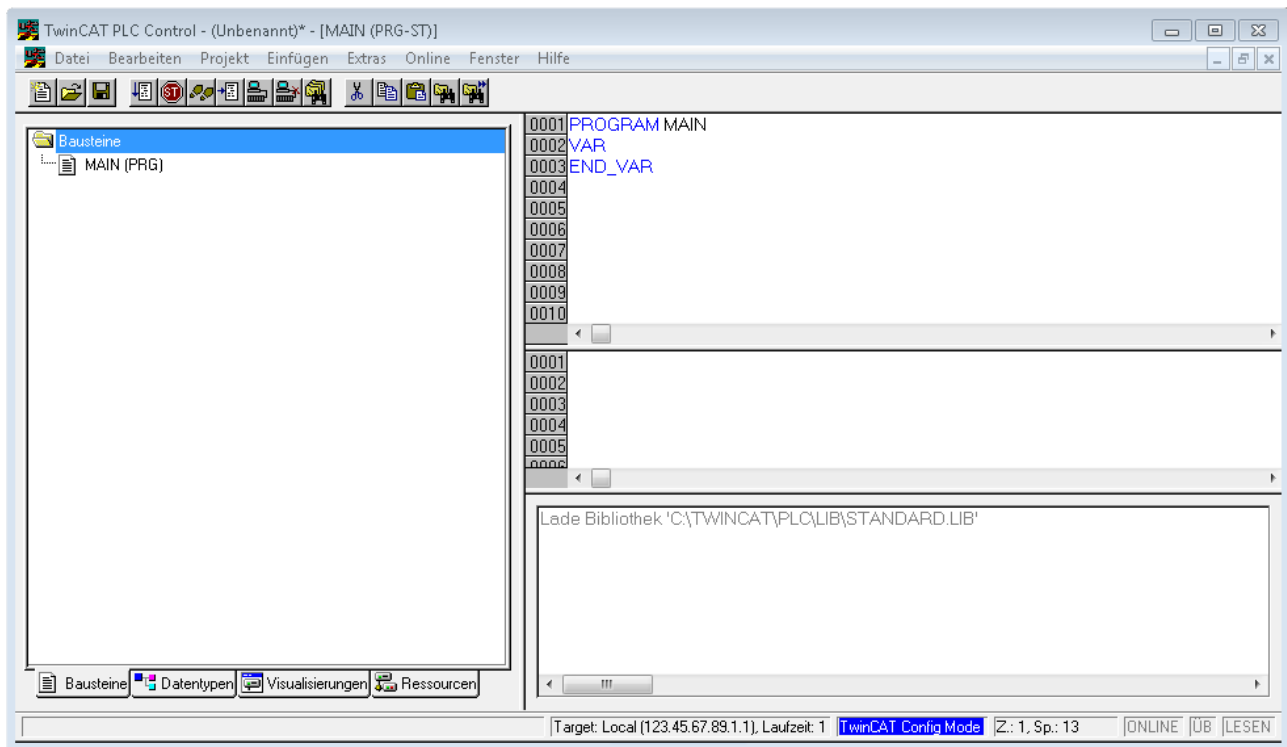 TwinCAT PLC Control - (Unbenannt)* - [MAIN (PRG-ST)]
Datei Bearbeiten Projekt Einfügen Extras Online Fenster Hilfe
Bausteine
MAIN (PRG)
0001 PROGRAM MAIN
0002 VAR
0003 END_VAR
0004
0005
0006
0007
0008
0009
0010
0001
0002
0003
0004
0005
0006
Lade Bibliothek 'C:\TWINCAT\PLC\LIB\STANDARD.LIB'
Bausteine Datentypen Visualisierungen Ressourcen
Target: Local (123.45.67.89.1.1), Laufzeit: 1 TwinCAT Config Mode Z.: 1, Sp.: 13 ONLINE ÜB LESEN